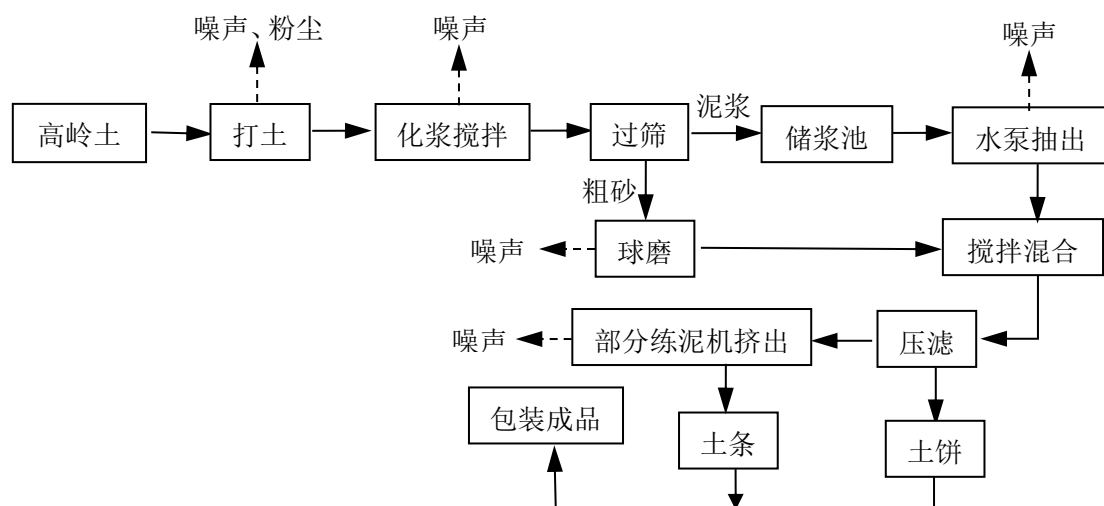 噪声、粉尘
噪声
噪声
高岭土
打土
化浆搅拌
过筛
泥浆
储浆池
水泵抽出
粗砂
噪声
球磨
搅拌混合
噪声
部分练泥机挤出
压滤
包装成品
土条
土饼